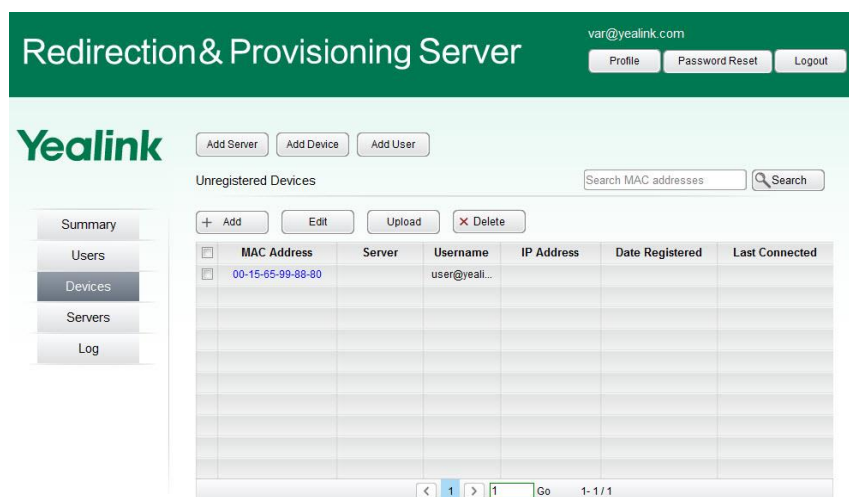 var@yealink.com
Redirection & Provisioning Server
Profile Password Reset Logout
Yealink
Add Server Add Device Add User
Unregistered Devices Search MAC addresses Search
Summary
Users
Devices
Servers
Log
+ Add Edit Upload Delete
MAC Address Server Username IP Address Date Registered Last Connected
00-15-65-99-88-80 user@yeali...
< 1 > 1 Go 1- 1 / 1